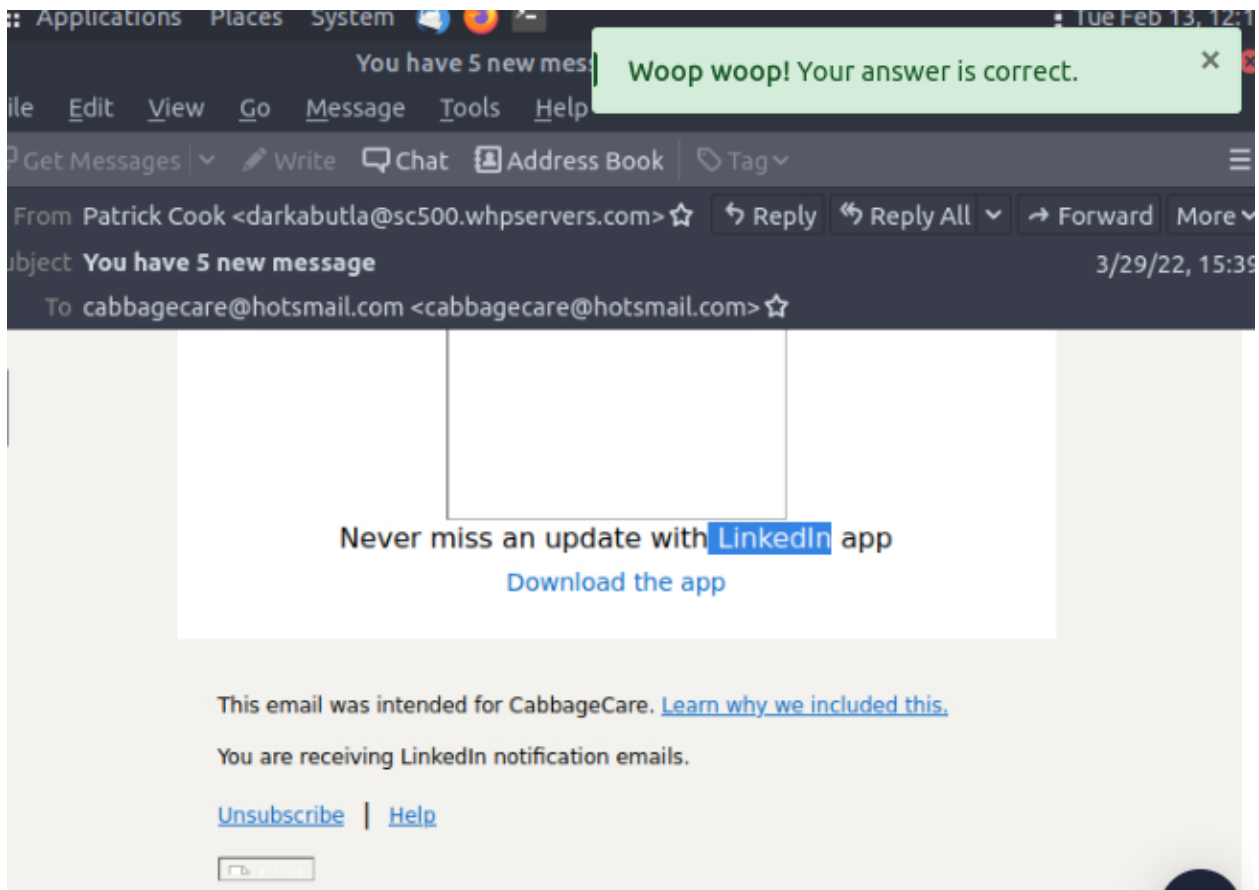 Applications Places System Tue Feb 13, 12:1
You have 5 new mess
Woop woop! Your answer is correct. ×
ile Edit View Go Message Tools Help
Get Messages Write Chat Address Book Tag
From Patrick Cook <darkabutla@sc500.whpservers.com> Reply Reply All Forward More
ubject You have 5 new message 3/29/22, 15:39
To cabbagecare@hotsmail.com <cabbagecare@hotsmail.com>
Never miss an update with LinkedIn app
Download the app
This email was intended for CabbageCare. Learn why we included this.
You are receiving LinkedIn notification emails.
Unsubscribe | Help